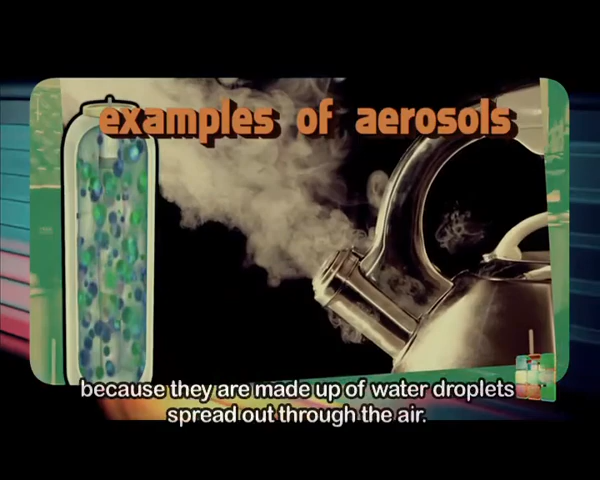 examples of aerosols
because they are made up of water droplets
spread out through the air.